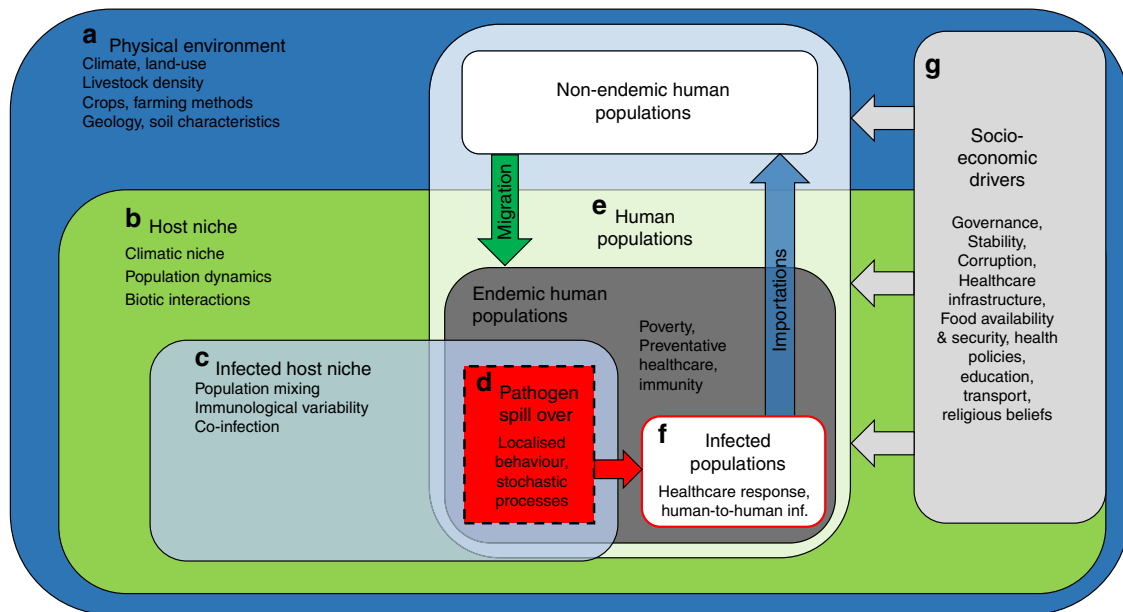 a Physical environment
Climate, land-use
Livestock density
Crops, farming methods
Geology, soil characteristics
Non-endemic human
populations
g
Socio-
economic
drivers
Governance,
Stability,
Corruption,
Healthcare
infrastructure,
Food availability
& security, health
policies,
education,
transport,
religious beliefs
b Host niche
Climatic niche
Population dynamics
Biotic interactions
Migration
e Human
populations
Importations
Endemic human
populations
Poverty,
Preventative
healthcare,
immunity
c Infected host niche
Population mixing
Immunological variability
Co-infection
d Pathogen
spill over
Localised
behaviour,
stochastic
processes
f Infected
populations
Healthcare response,
human-to-human inf.